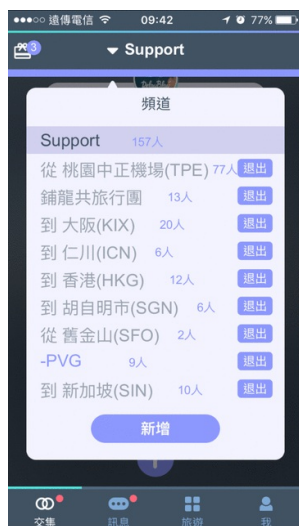 ●●●○○ 遠傳電信 09:42 77%
3 Support
頻道
Support 157人
從 桃園中正機場(TPE) 77人 退出
鋪龍共旅行團 13人 退出
到 大阪(KIX) 20人 退出
到 仁川(ICN) 6人 退出
到 香港(HKG) 12人 退出
到 胡自明市(SGN) 6人 退出
從 舊金山(SFO) 2人 退出
-PVG 9人 退出
到 新加坡(SIN) 10人 退出
新增
交集 訊息 旅遊 我